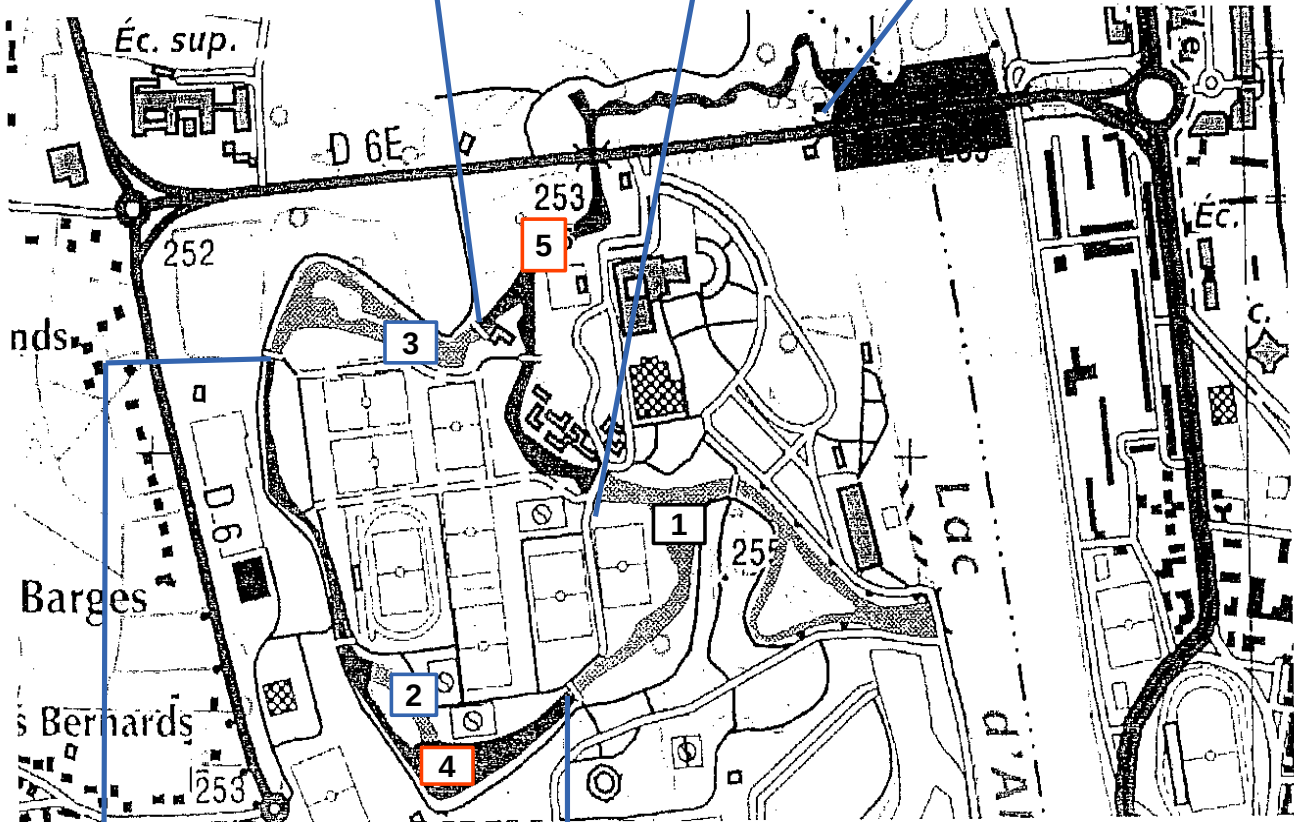 Éc. sup.
D 6E
253
5
252
Éc.
nds
3
c.
D.6
Lac
1
255
Barges
2
s Bernards
d'A
4
253